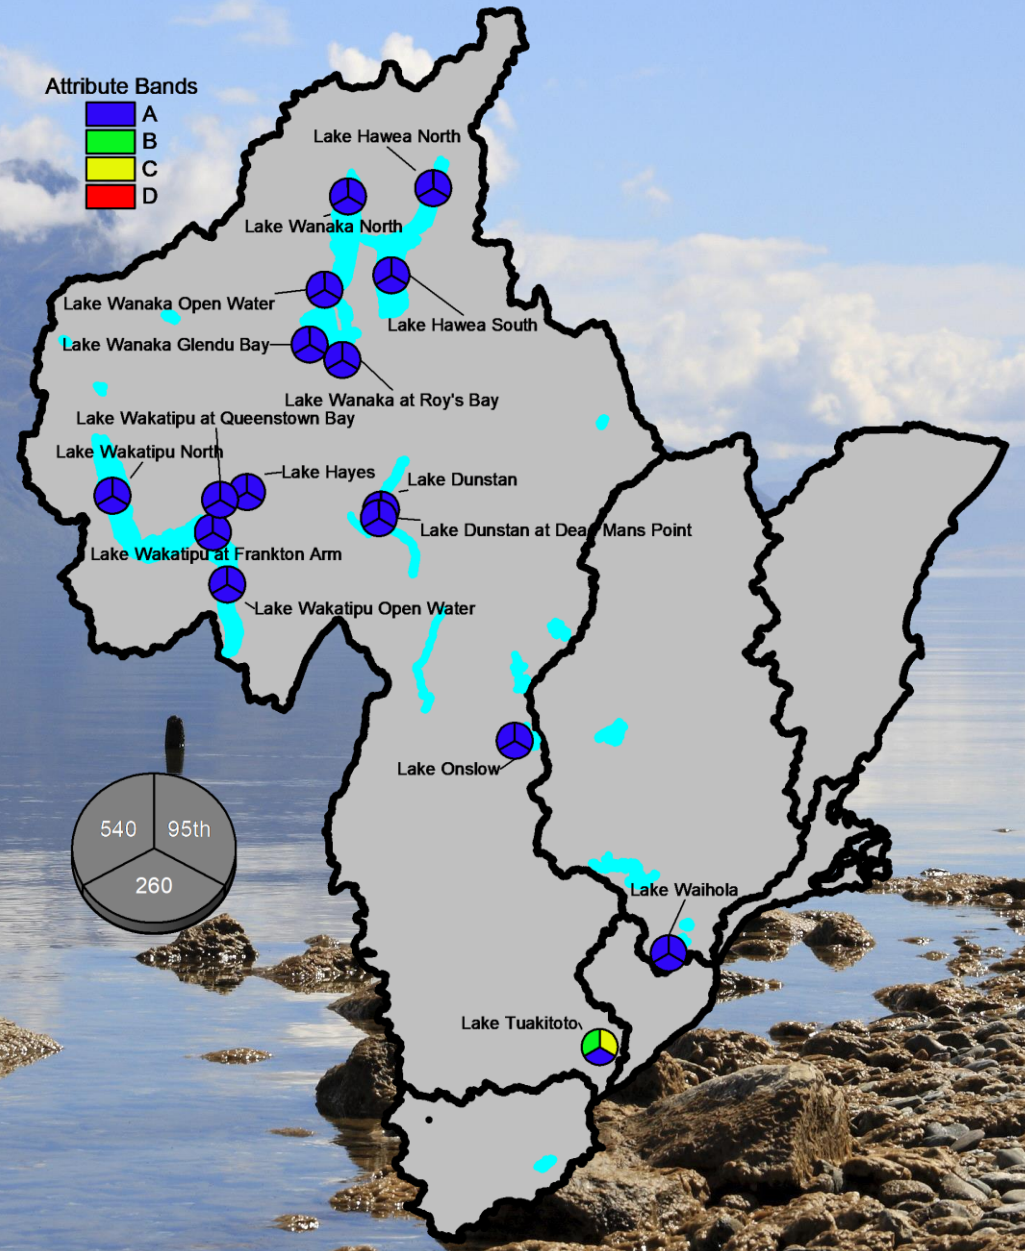 Attribute Bands
A
B
C
D
Lake Hawea North
Lake Wanaka North
Lake Wanaka Open Water
Lake Hawea South
Lake Wanaka Glendu Bay
Lake Wanaka at Roy's Bay
Lake Wakatipu at Queenstown Bay
Lake Wakatipu North
Lake Hayes
Lake Dunstan
Lake Dunstan at Dead Mans Point
Lake Wakatipu at Frankton Arm
Lake Wakatipu Open Water
Lake Onslow
540 95th
260
Lake Waihola
Lake Tuakitoto